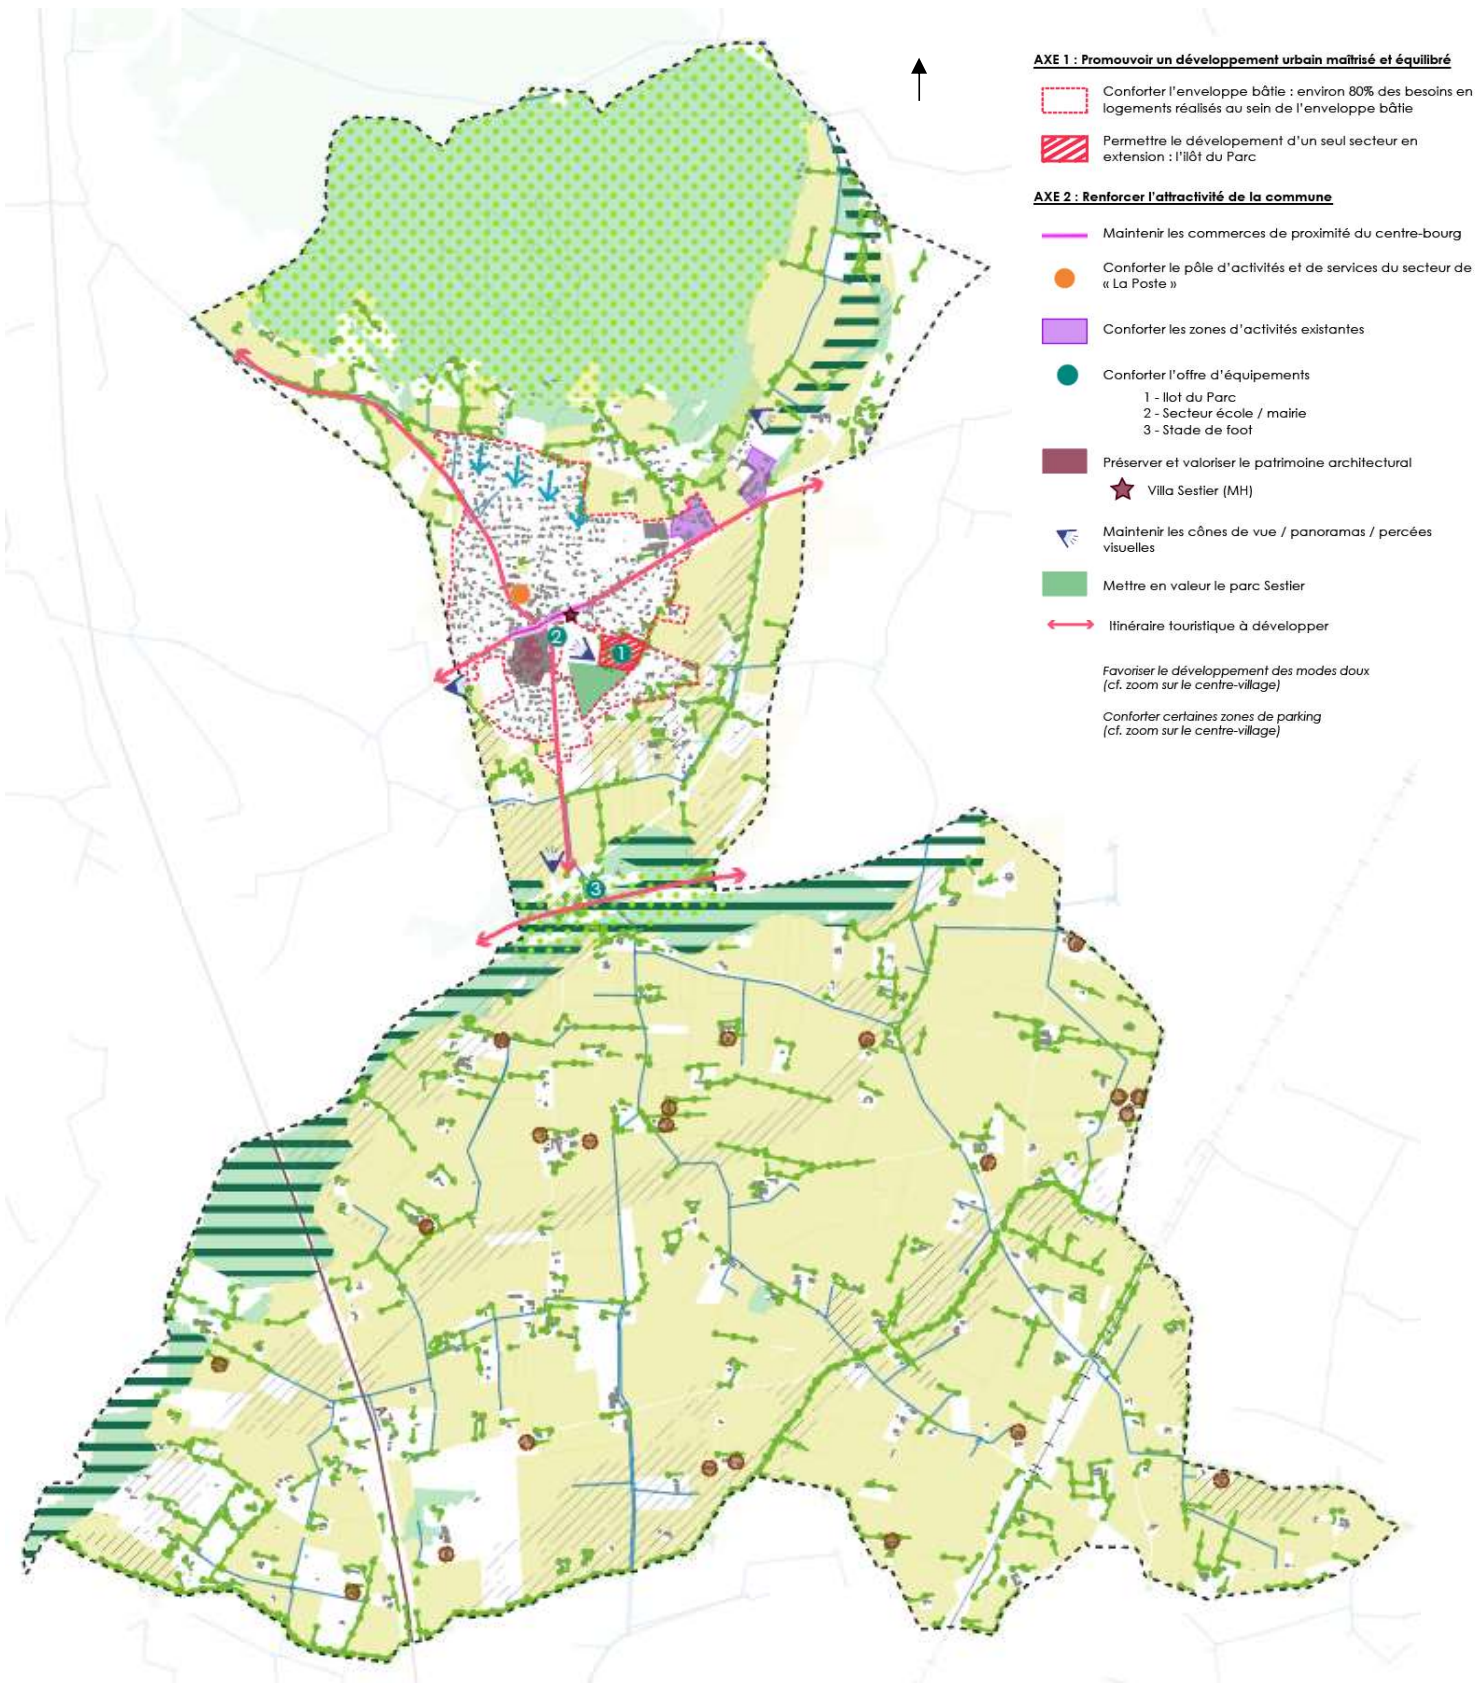 AXE 1 : Promouvoir un développement urbain maîtrisé et équilibré
Conforter l'enveloppe bâtie : environ 80% des besoins en
logements réalisés au sein de l'enveloppe bâtie
Permettre le dévelopement d'un seul secteur en
extension : l'ilôt du Parc
AXE 2 : Renforcer l'attractivité de la commune
Maintenir les commerces de proximité du centre-bourg
Conforter le pôle d'activités et de services du secteur de
« La Poste »
Conforter les zones d'activités existantes
Conforter l'offre d'équipements
1 - Ilot du Parc
2 - Secteur école / mairie
3 - Stade de foot
Préserver et valoriser le patrimoine architectural
Villa Sestier (MH)
Maintenir les cônes de vue / panoramas / percées
visuelles
Mettre en valeur le parc Sestier
Itinéraire touristique à développer
Favoriser le développement des modes doux
(cf. zoom sur le centre-village)
Conforter certaines zones de parking
(cf. zoom sur le centre-village)
2
1
3